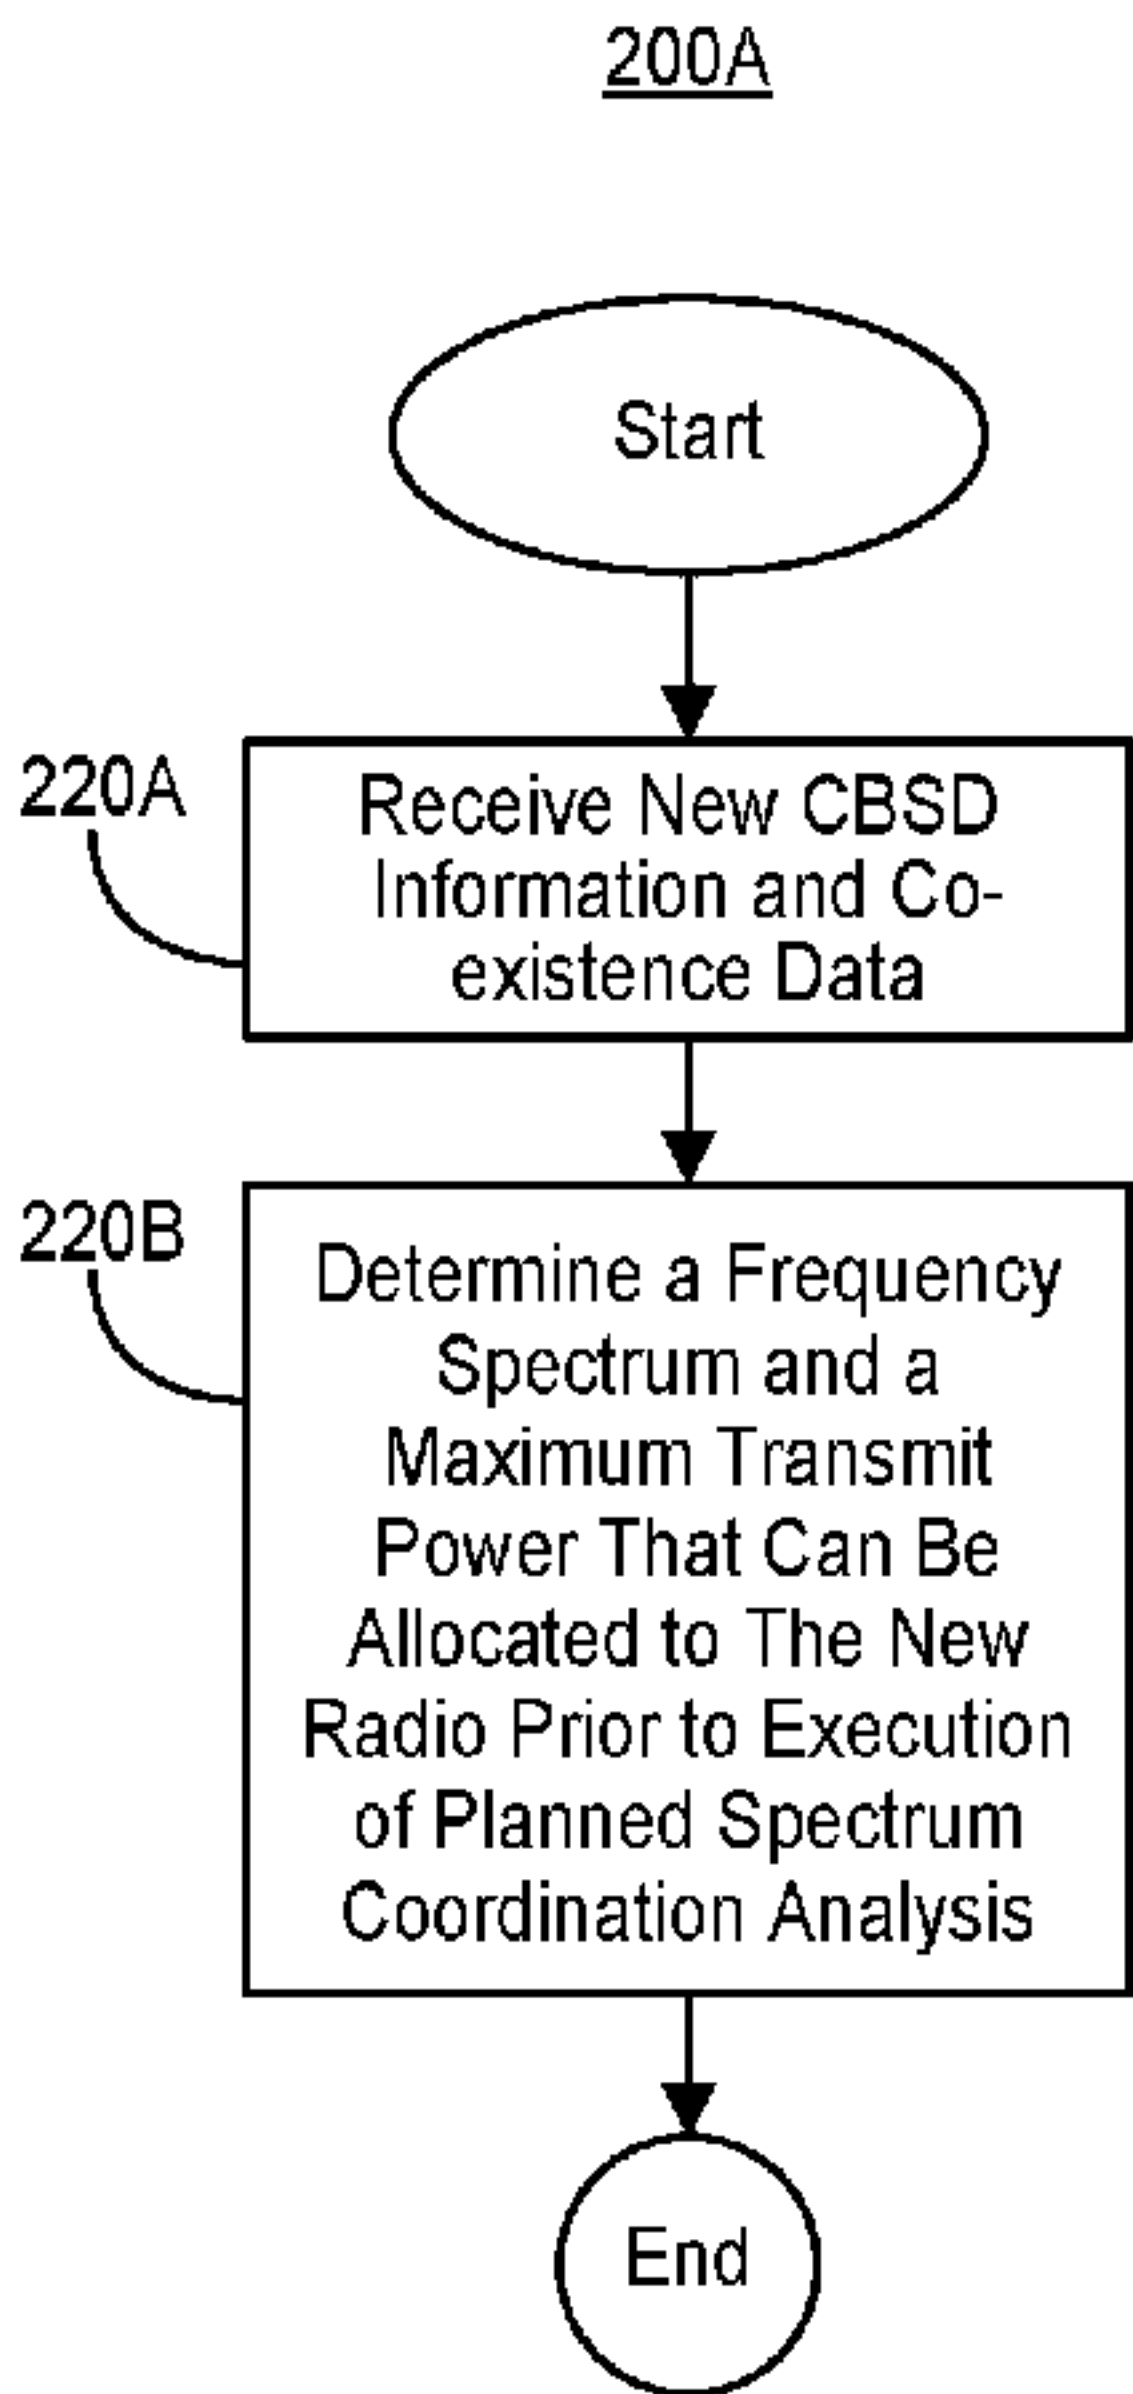 200A
Start
220A
Receive New CBSD
Information and Co-
existence Data
220B
Determine a Frequency
Spectrum and a
Maximum Transmit
Power That Can Be
Allocated to The New
Radio Prior to Execution
of Planned Spectrum
Coordination Analysis
End